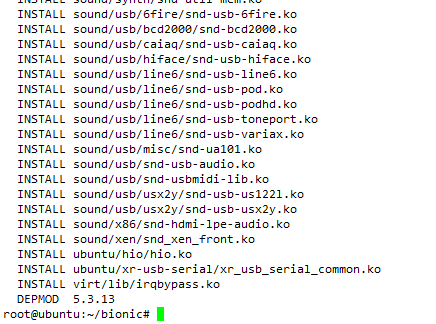 INSTALL sound/synth/snd-util-mem.ko
INSTALL sound/usb/6fire/snd-usb-6fire.ko
INSTALL sound/usb/bcd2000/snd-bcd2000.ko
INSTALL sound/usb/caiaq/snd-usb-caiaq.ko
INSTALL sound/usb/hiface/snd-usb-hiface.ko
INSTALL sound/usb/line6/snd-usb-line6.ko
INSTALL sound/usb/line6/snd-usb-pod.ko
INSTALL sound/usb/line6/snd-usb-podhd.ko
INSTALL sound/usb/line6/snd-usb-toneport.ko
INSTALL sound/usb/line6/snd-usb-variax.ko
INSTALL sound/usb/misc/snd-ua101.ko
INSTALL sound/usb/snd-usb-audio.ko
INSTALL sound/usb/snd-usbmidi-lib.ko
INSTALL sound/usb/usx2y/snd-usb-us122l.ko
INSTALL sound/usb/usx2y/snd-usb-usx2y.ko
INSTALL sound/x86/snd-hdmi-lpe-audio.ko
INSTALL sound/xen/snd_xen_front.ko
INSTALL ubuntu/hio/hio.ko
INSTALL ubuntu/xr-usb-serial/xr_usb_serial_common.ko
INSTALL virt/lib/irqbypass.ko
DEPMOD 5.3.13
root@ubuntu:~/bionic#